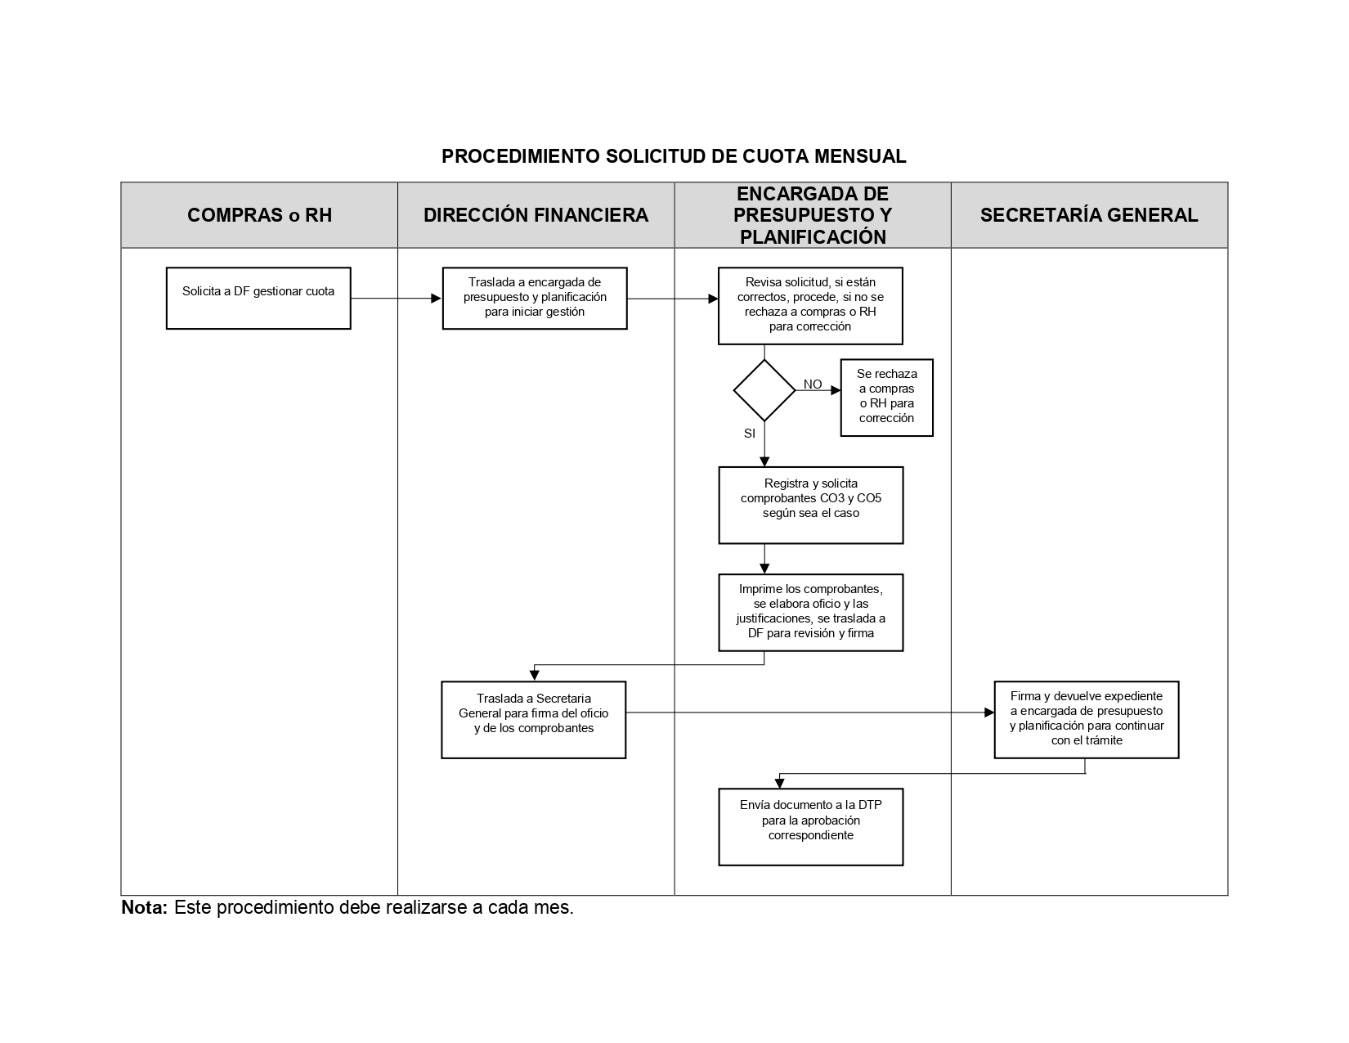 PROCEDIMIENTO SOLICITUD DE CUOTA MENSUAL
COMPRAS o RH
DIRECCIÓN FINANCIERA
ENCARGADA DE
PRESUPUESTO Y
PLANIFICACIÓN
SECRETARÍA GENERAL
Solicita a DF gestionar cuota
Traslada a encargada de
presupuesto y planificación
para iniciar gestión
Revisa solicitud, si están
correctos, procede, si no se
rechaza a compras o RH
para corrección
NO
Se rechaza
a compras
o RH para
corrección
SI
Registra y solicita
comprobantes CO3 y CO5
según sea el caso
Imprime los comprobantes,
se elabora oficio y las
justificaciones, se traslada a
DF para revisión y firma
Traslada a Secretaria
General para firma del oficio
y de los comprobantes
Firma y devuelve expediente
a encargada de presupuesto
y planificación para continuar
con el trámite
Envía documento a la DTP
para la aprobación
correspondiente
Nota: Este procedimiento debe realizarse a cada mes.